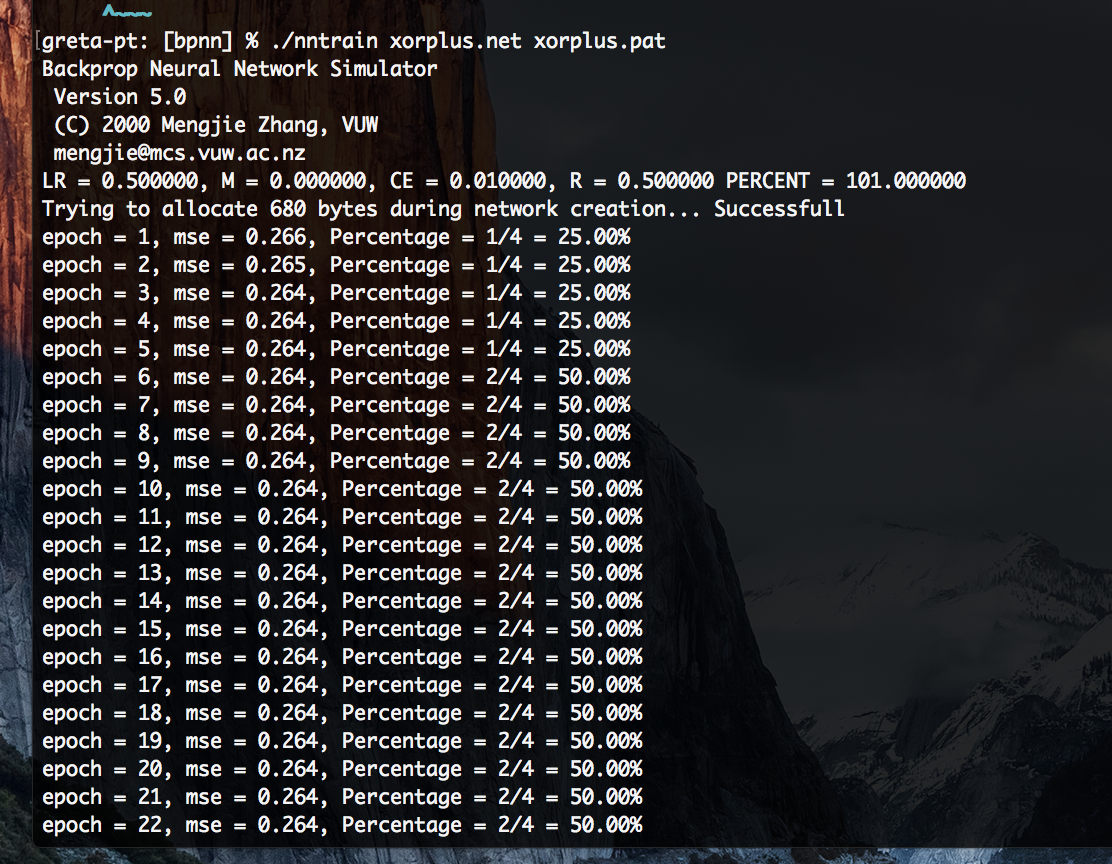 greta-pt: [bpnn] % ./nntrain xorplus.net xorplus.pat
Backprop Neural Network Simulator
Version 5.0
(C) 2000 Mengjie Zhang, VUW
mengjie@mcs.vuw.ac.nz
LR = 0.500000, M = 0.000000, CE = 0.010000, R = 0.500000 PERCENT = 101.000000
Trying to allocate 680 bytes during network creation... Successfull
epoch = 1, mse = 0.266, Percentage = 1/4 = 25.00%
epoch = 2, mse = 0.265, Percentage = 1/4 = 25.00%
epoch = 3, mse = 0.264, Percentage = 1/4 = 25.00%
epoch = 4, mse = 0.264, Percentage = 1/4 = 25.00%
epoch = 5, mse = 0.264, Percentage = 1/4 = 25.00%
epoch = 6, mse = 0.264, Percentage = 2/4 = 50.00%
epoch = 7, mse = 0.264, Percentage = 2/4 = 50.00%
epoch = 8, mse = 0.264, Percentage = 2/4 = 50.00%
epoch = 9, mse = 0.264, Percentage = 2/4 = 50.00%
epoch = 10, mse = 0.264, Percentage = 2/4 = 50.00%
epoch = 11, mse = 0.264, Percentage = 2/4 = 50.00%
epoch = 12, mse = 0.264, Percentage = 2/4 = 50.00%
epoch = 13, mse = 0.264, Percentage = 2/4 = 50.00%
epoch = 14, mse = 0.264, Percentage = 2/4 = 50.00%
epoch = 15, mse = 0.264, Percentage = 2/4 = 50.00%
epoch = 16, mse = 0.264, Percentage = 2/4 = 50.00%
epoch = 17, mse = 0.264, Percentage = 2/4 = 50.00%
epoch = 18, mse = 0.264, Percentage = 2/4 = 50.00%
epoch = 19, mse = 0.264, Percentage = 2/4 = 50.00%
epoch = 20, mse = 0.264, Percentage = 2/4 = 50.00%
epoch = 21, mse = 0.264, Percentage = 2/4 = 50.00%
epoch = 22, mse = 0.264, Percentage = 2/4 = 50.00%